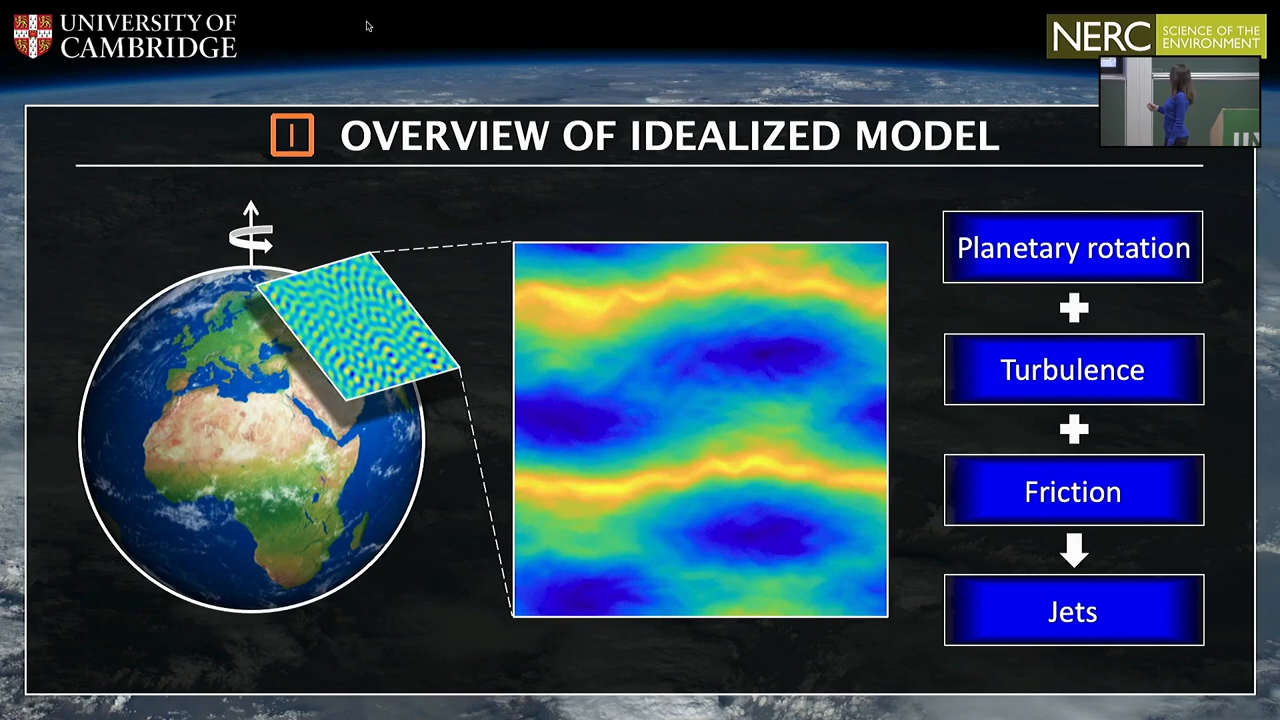 UNIVERSITY OF
CAMBRIDGE
NERC
SCIENCE OF THE
ENVIRONMENT
I
OVERVIEW OF IDEALIZED MODEL
Planetary rotation
Turbulence
Friction
Jets